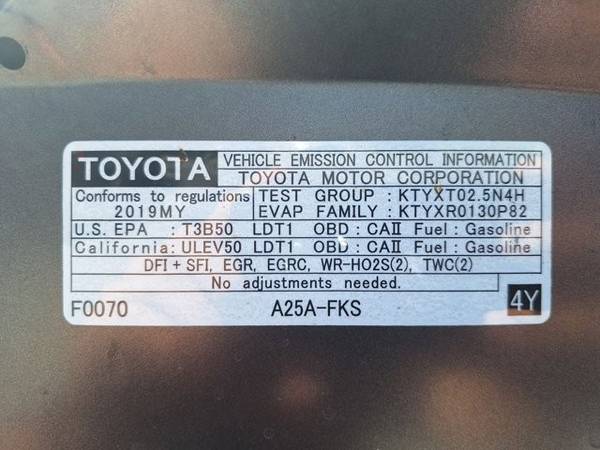 TOYOTA
VEHICLE EMISSION CONTROL INFORMATION
TOYOTA MOTOR CORPORATION
Conforms to regulations
2019MY
TEST GROUP : KTYXT02.5N4H
EVAP FAMILY : KTYXR0130P82
U.S. EPA : T3B50 LDT1 OBD : CAII Fuel : Gasoline
California: ULEV50 LDT1 OBD : CAII Fuel : Gasoline
DFI + SFI, EGR, EGRC, WR-HO2S(2), TWC(2)
No adjustments needed.
F0070 A25A-FKS 4Y